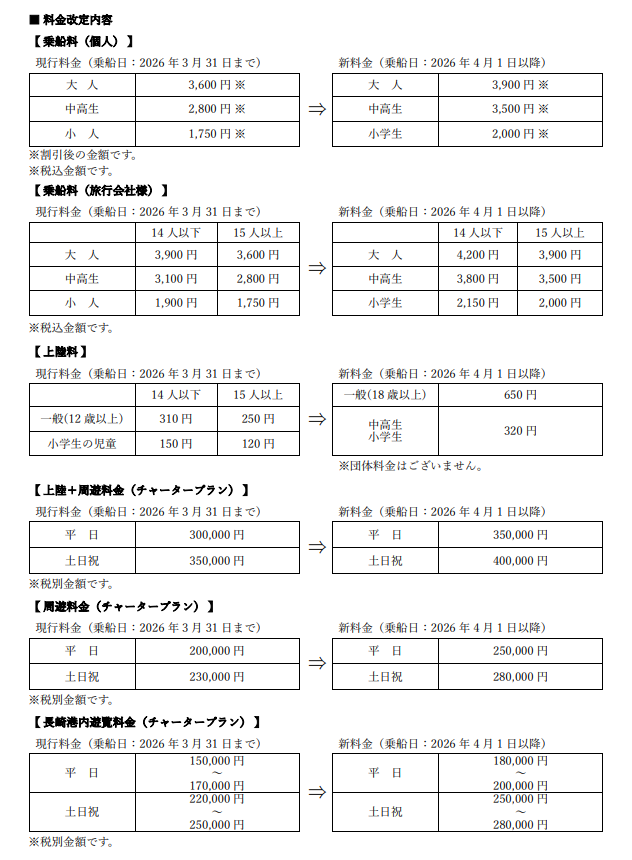 ■ 料金改定内容
【 乗船料（個人） 】
現行料金（乗船日：2026 年 3 月 31 日まで）
大　人 3,600 円 ※
中高生 2,800 円 ※
小　人 1,750 円 ※
⇒
新料金（乗船日：2026 年 4 月 1 日以降）
大　人 3,900 円 ※
中高生 3,500 円 ※
小学生 2,000 円 ※
※割引後の金額です。
※税込金額です。
【 乗船料（旅行会社様） 】
現行料金（乗船日：2026 年 3 月 31 日まで）
14 人以下 15 人以上
大　人 3,900 円 3,600 円
中高生 3,100 円 2,800 円
小　人 1,900 円 1,750 円
⇒
新料金（乗船日：2026 年 4 月 1 日以降）
14 人以下 15 人以上
大　人 4,200 円 3,900 円
中高生 3,800 円 3,500 円
小学生 2,150 円 2,000 円
※税込金額です。
【 上陸料 】
現行料金（乗船日：2026 年 3 月 31 日まで）
14 人以下 15 人以上
一般(12 歳以上) 310 円 250 円
小学生の児童 150 円 120 円
⇒
新料金（乗船日：2026 年 4 月 1 日以降）
一般(18 歳以上) 650 円
中高生
小学生 320 円
※団体料金はございません。
【 上陸＋周遊料金（チャータープラン） 】
現行料金（乗船日：2026 年 3 月 31 日まで）
平　日 300,000 円
土日祝 350,000 円
⇒
新料金（乗船日：2026 年 4 月 1 日以降）
平　日 350,000 円
土日祝 400,000 円
※税別金額です。
【 周遊料金（チャータープラン） 】
現行料金（乗船日：2026 年 3 月 31 日まで）
平　日 200,000 円
土日祝 230,000 円
⇒
新料金（乗船日：2026 年 4 月 1 日以降）
平　日 250,000 円
土日祝 280,000 円
※税別金額です。
【 長崎港内遊覧料金（チャータープラン） 】
現行料金（乗船日：2026 年 3 月 31 日まで）
平　日 150,000 円
～
170,000 円
土日祝 220,000 円
～
250,000 円
⇒
新料金（乗船日：2026 年 4 月 1 日以降）
平　日 180,000 円
～
200,000 円
土日祝 250,000 円
～
280,000 円
※税別金額です。